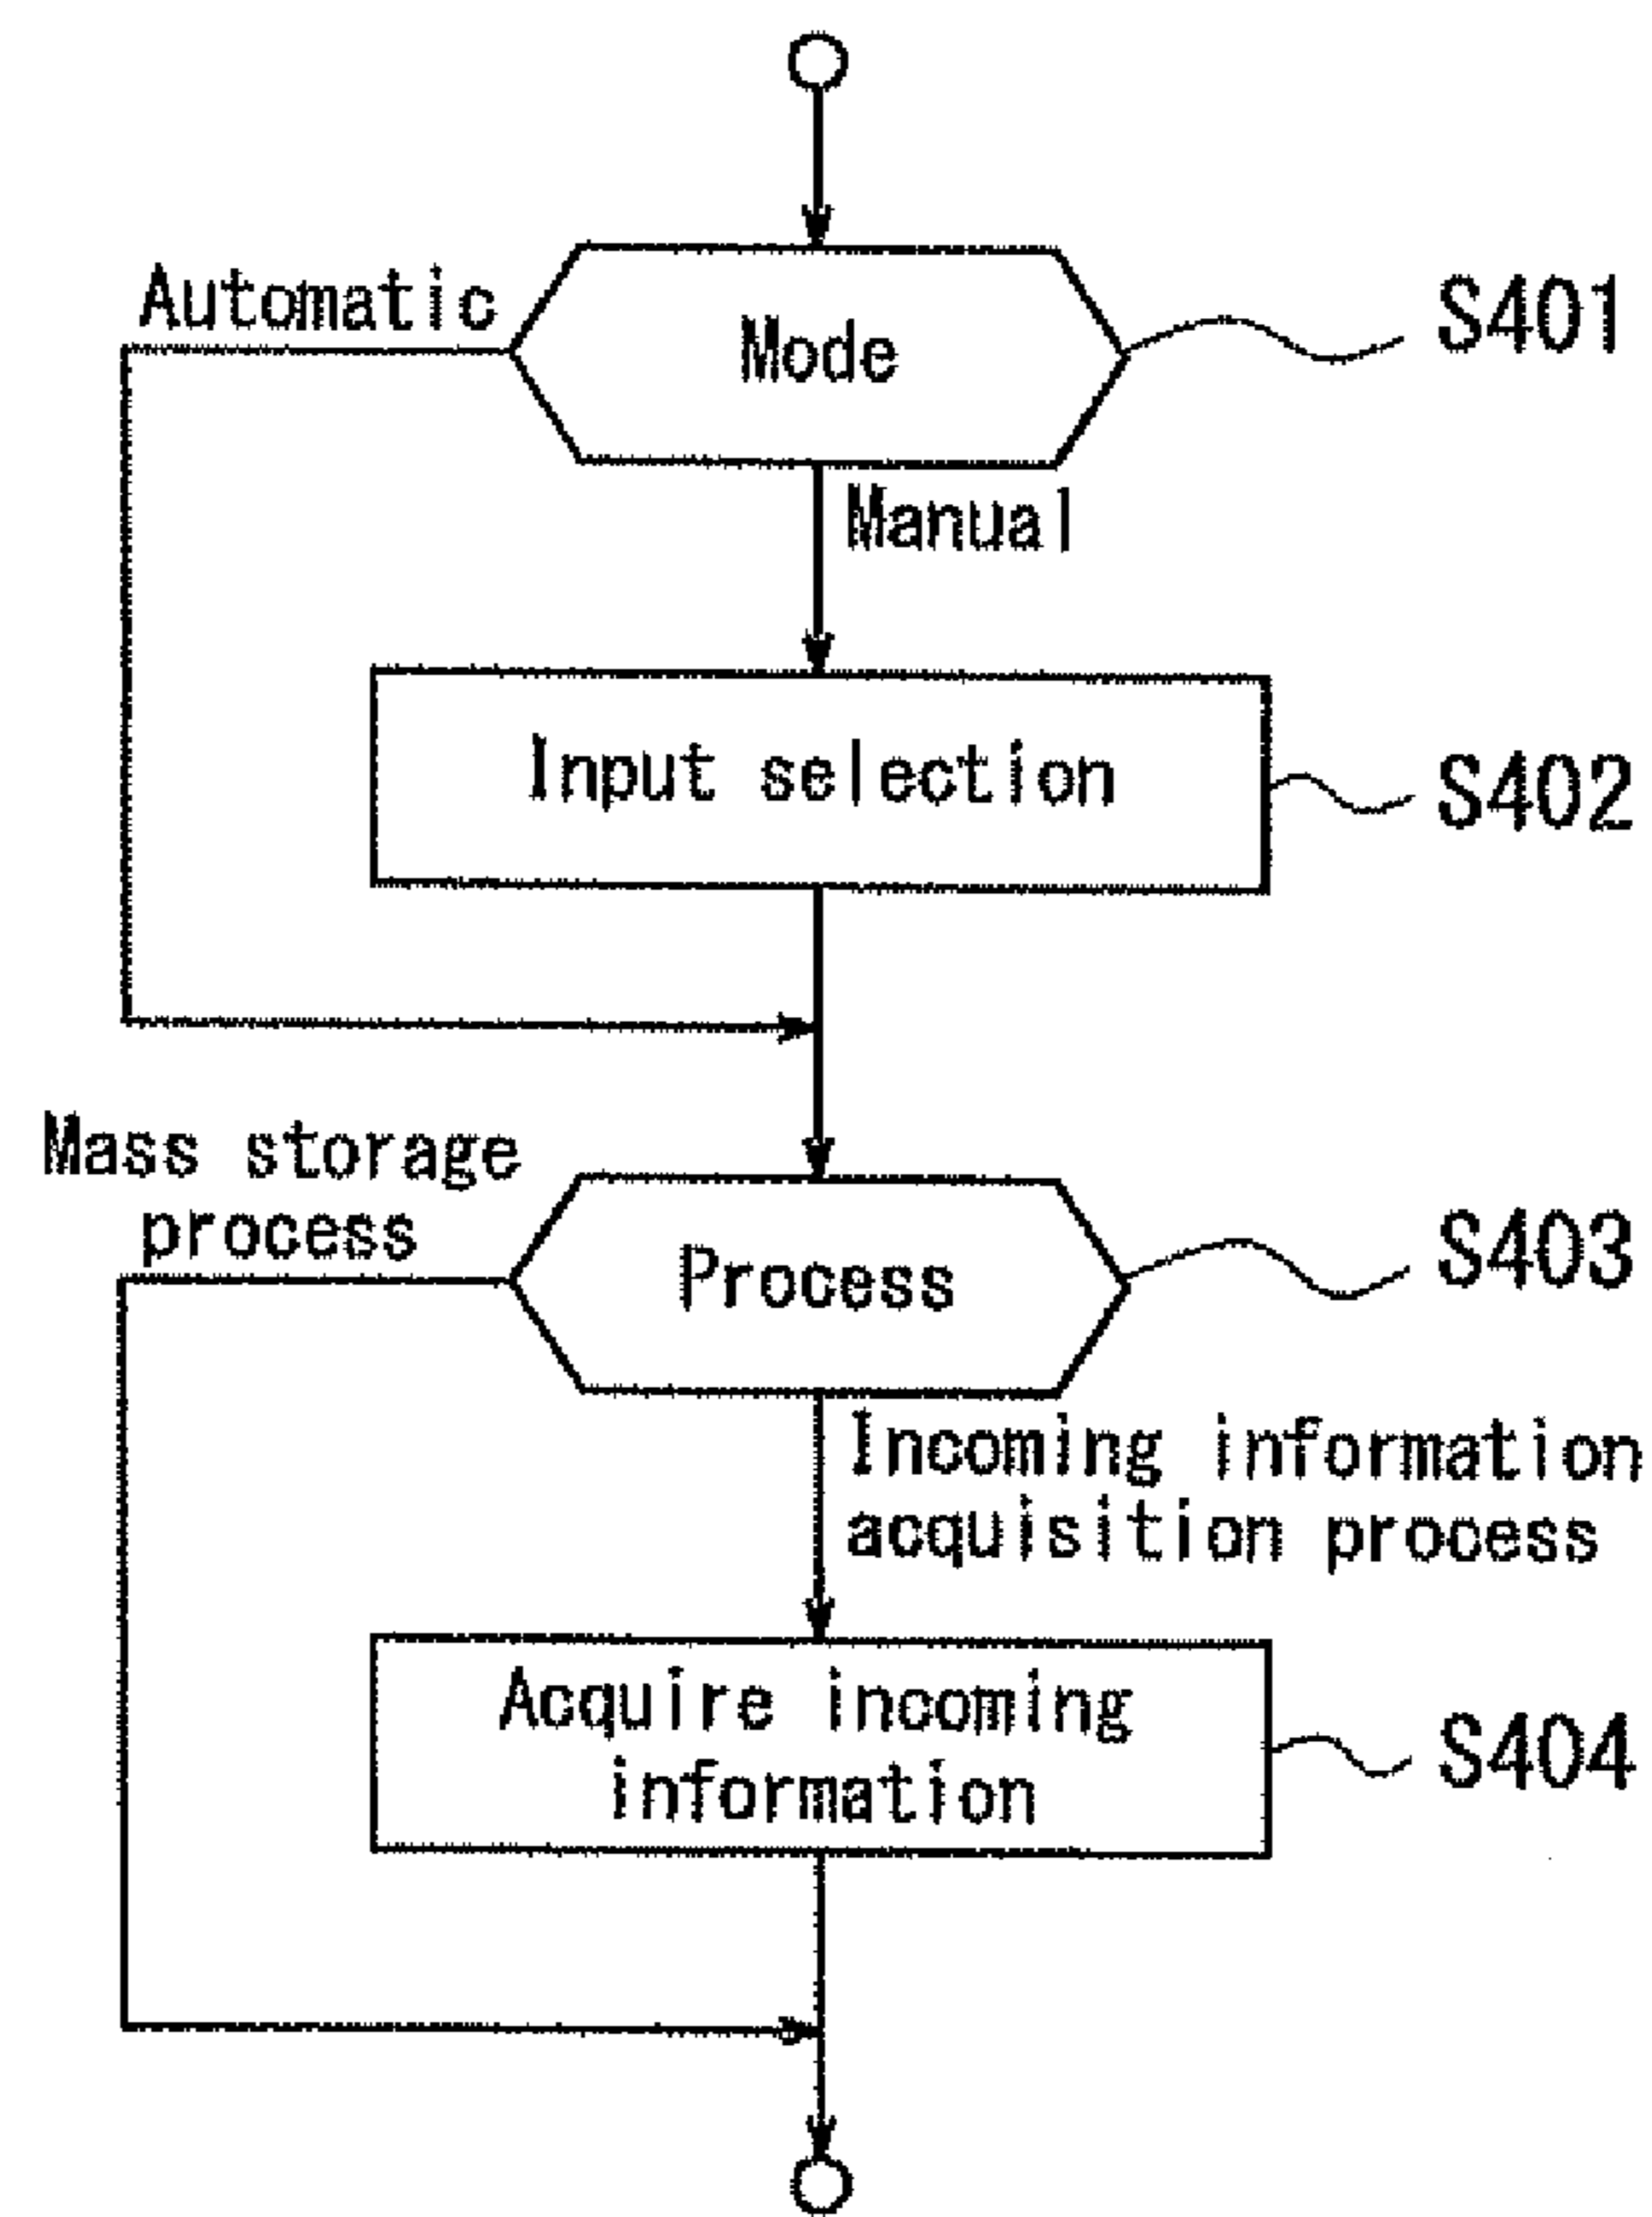 Automatic
Mode
S401
Manual
Input selection
S402
Mass storage
process
Process
S403
Incoming information
acquisition process
Acquire incoming
information
S404